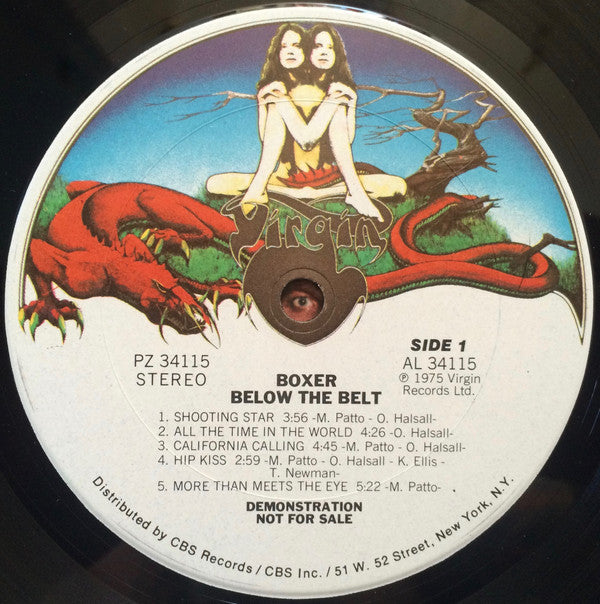 Virgin
PZ 34115
STEREO
SIDE 1
AL 34115
℗ 1975 Virgin
Records Ltd.
BOXER
BELOW THE BELT
1. SHOOTING STAR 3:56 -M. Patto - O. Halsall-
2. ALL THE TIME IN THE WORLD 4:26 -O. Halsall-
3. CALIFORNIA CALLING 4:45 -M. Patto - O. Halsall-
4. HIP KISS 2:59 -M. Patto - O. Halsall - K. Ellis -
T. Newman-
5. MORE THAN MEETS THE EYE 5:22 -M. Patto-
DEMONSTRATION
NOT FOR SALE
Distributed by CBS Records / CBS Inc. / 51 W. 52 Street, New York, N.Y.